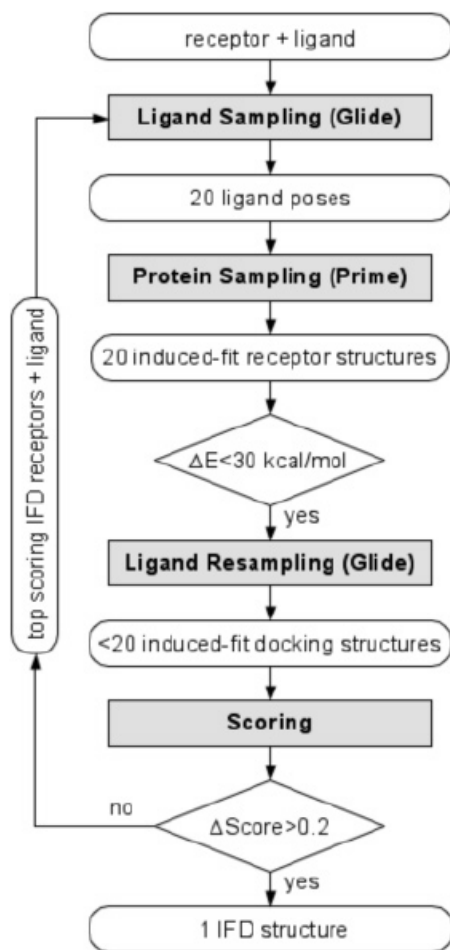 receptor + ligand
Ligand Sampling (Glide)
20 ligand poses
Protein Sampling (Prime)
20 induced-fit receptor structures
ΔE<30 kcal/mol
yes
Ligand Resampling (Glide)
<20 induced-fit docking structures
Scoring
ΔScore>0.2
no
yes
1 IFD structure
top scoring IFD receptors + ligand